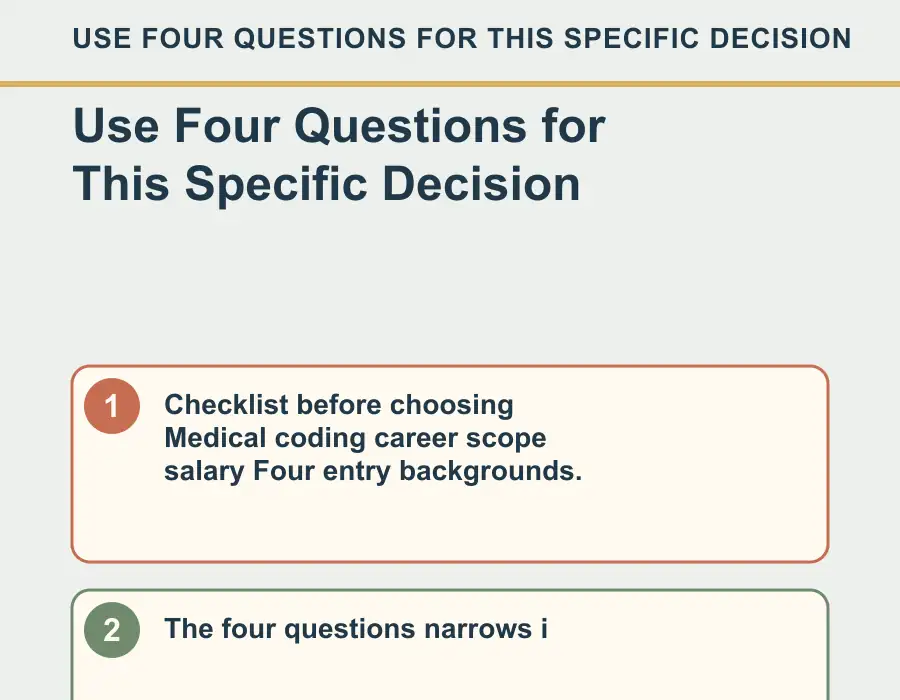 USE FOUR QUESTIONS FOR THIS SPECIFIC DECISION
Use Four Questions for
This Specific Decision
1
Checklist before choosing
Medical coding career scope
salary Four entry backgrounds.
2
The four questions narrows i